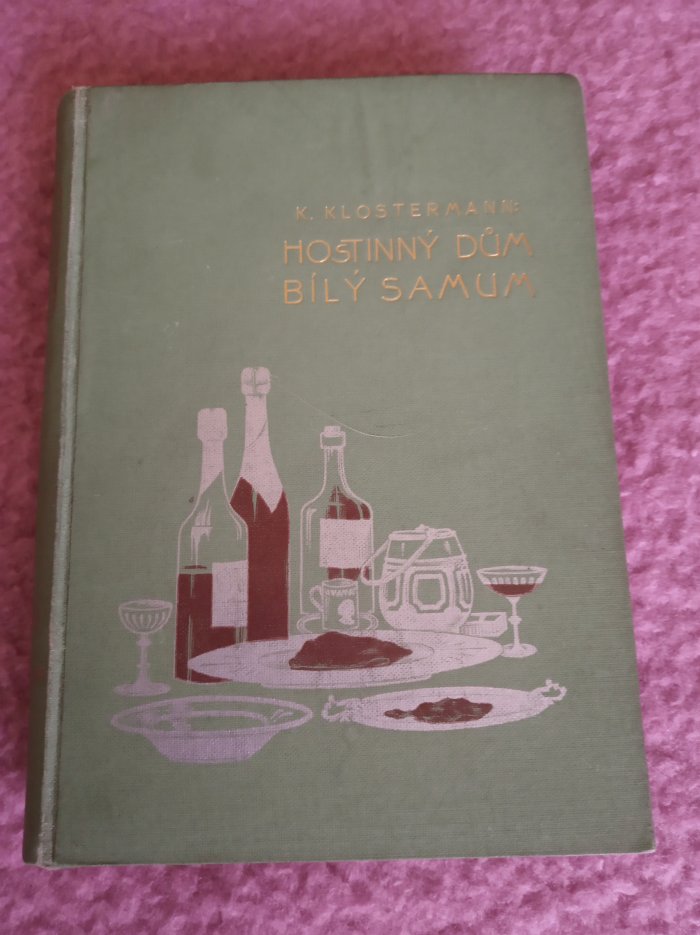 K. KLOSTERMANN:
HOSTINNÝ DŮM
BÍLÝ SAMUM